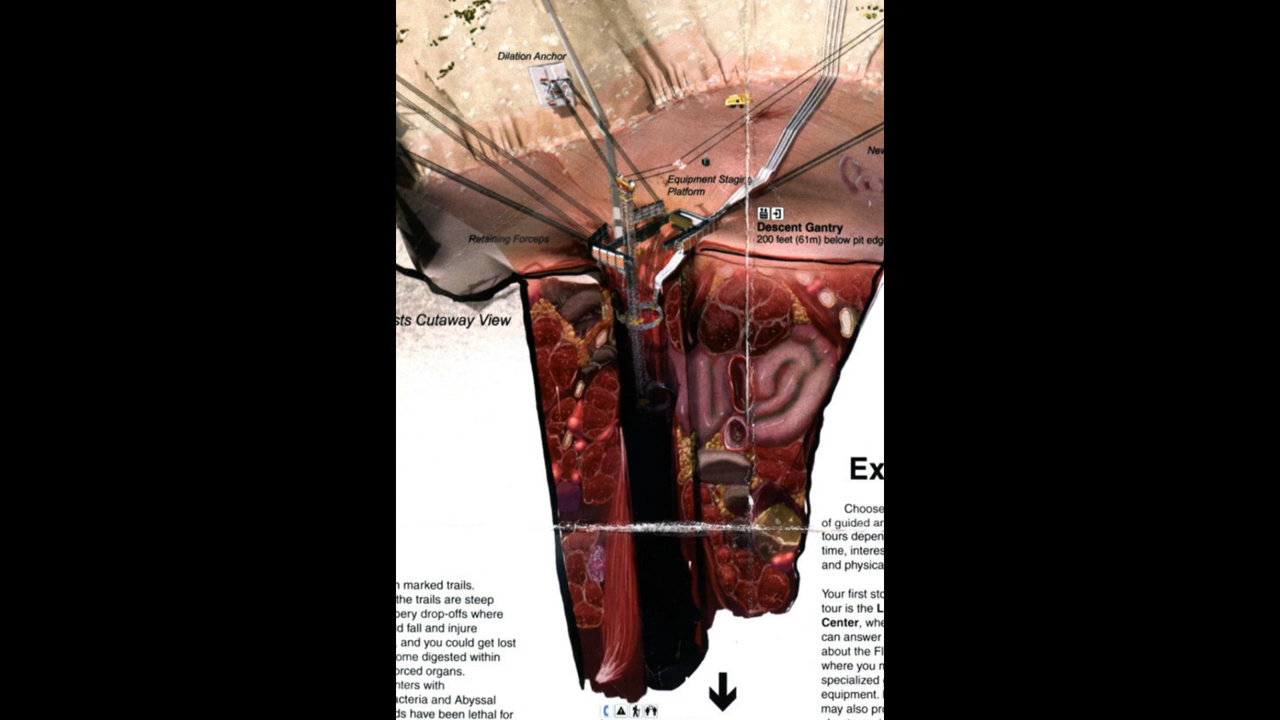 Dilation Anchor
Equipment Staging
Platform
New
Descent Gantry
200 feet (61m) below pit edg
Retaining Forceps
sts Cutaway View
Ex
Choose
of guided an
tours depen
time, interes
and physica
Your first sto
tour is the L
Center, whe
can answer
about the Fl
where you m
specialized
equipment.
may also pro
n marked trails.
the trails are steep
pery drop-offs where
d fall and injure
and you could get lost
ome digested within
orced organs.
nters with
acteria and Abyssal
ds have been lethal for